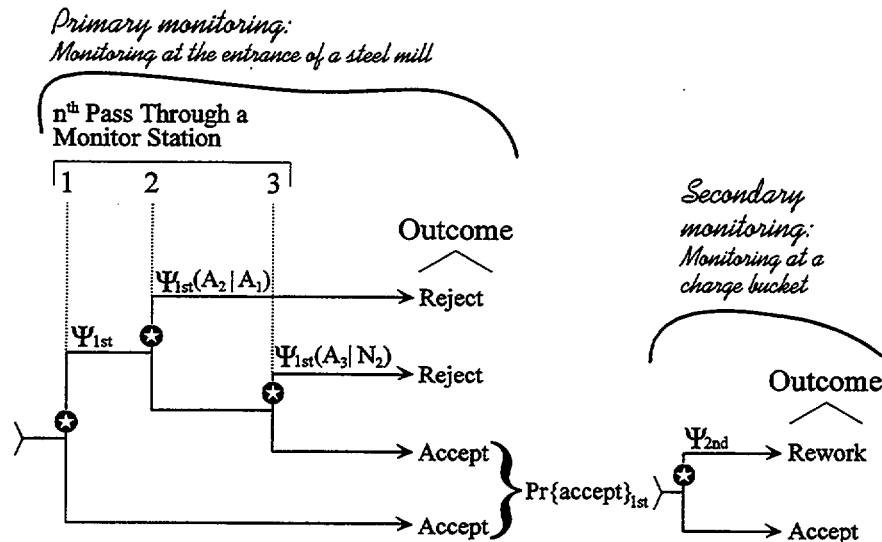 Primary monitoring:
Monitoring at the entrance of a steel mill
nth Pass Through a
Monitor Station
1 2 3
Secondary
monitoring:
Monitoring at a
charge bucket
Outcome
Ψ1st(A2|A1)
Reject
Ψ1st
Ψ1st(A3|N2)
Reject
Outcome
Accept
Ψ2nd
Rework
Pr{accept}1st
Accept
Accept